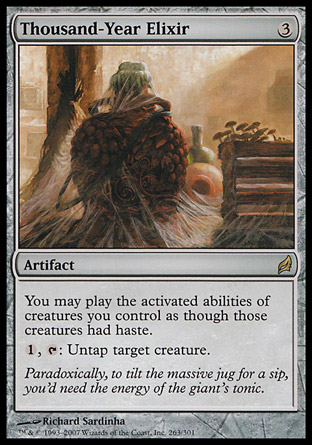 Thousand-Year Elixir 3
Artifact
You may play the activated abilities of
creatures you control as though those
creatures had haste.
1, : Untap target creature.
Paradoxically, to tilt the massive jug for a sip,
you'd need the energy of the giant's tonic.
Richard Sardinha
™ & © 1993–2007 Wizards of the Coast, Inc. 263/301